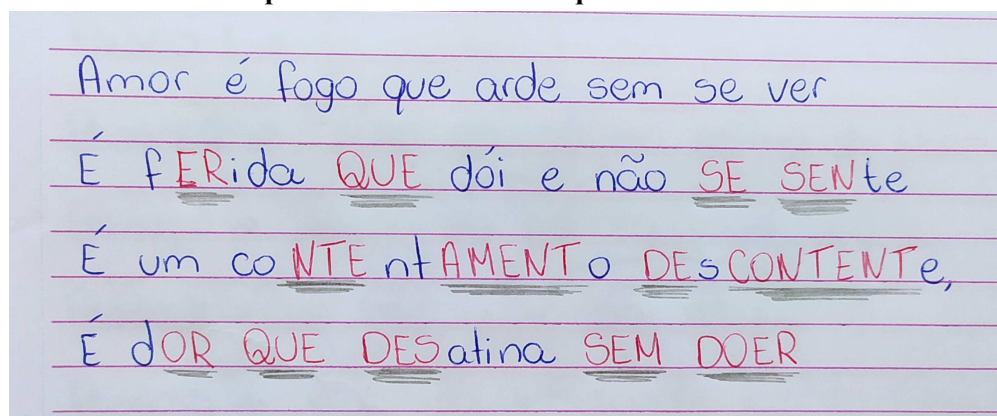 Amor é fogo que arde sem se ver
É fERida QUE dói e não SE SENte
É um coNTEntAMENTo DEsCONTENTe,
É dOR QUE DESatina SEM DOER